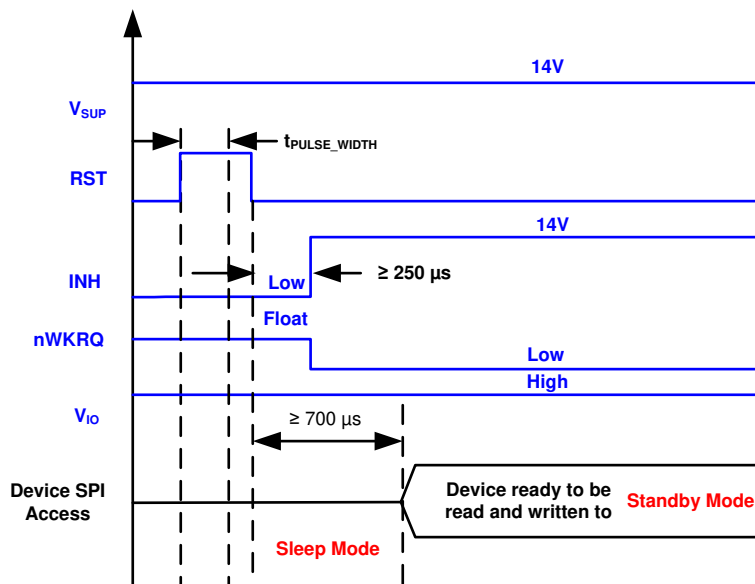 14V
VSUP
tPULSE_WIDTH
RST
14V
INH
Low
≥ 250 µs
Float
nWKRQ
Low
High
VIO
≥ 700 µs
Device SPI
Access
Device ready to be
read and written to
Standby Mode
Sleep Mode